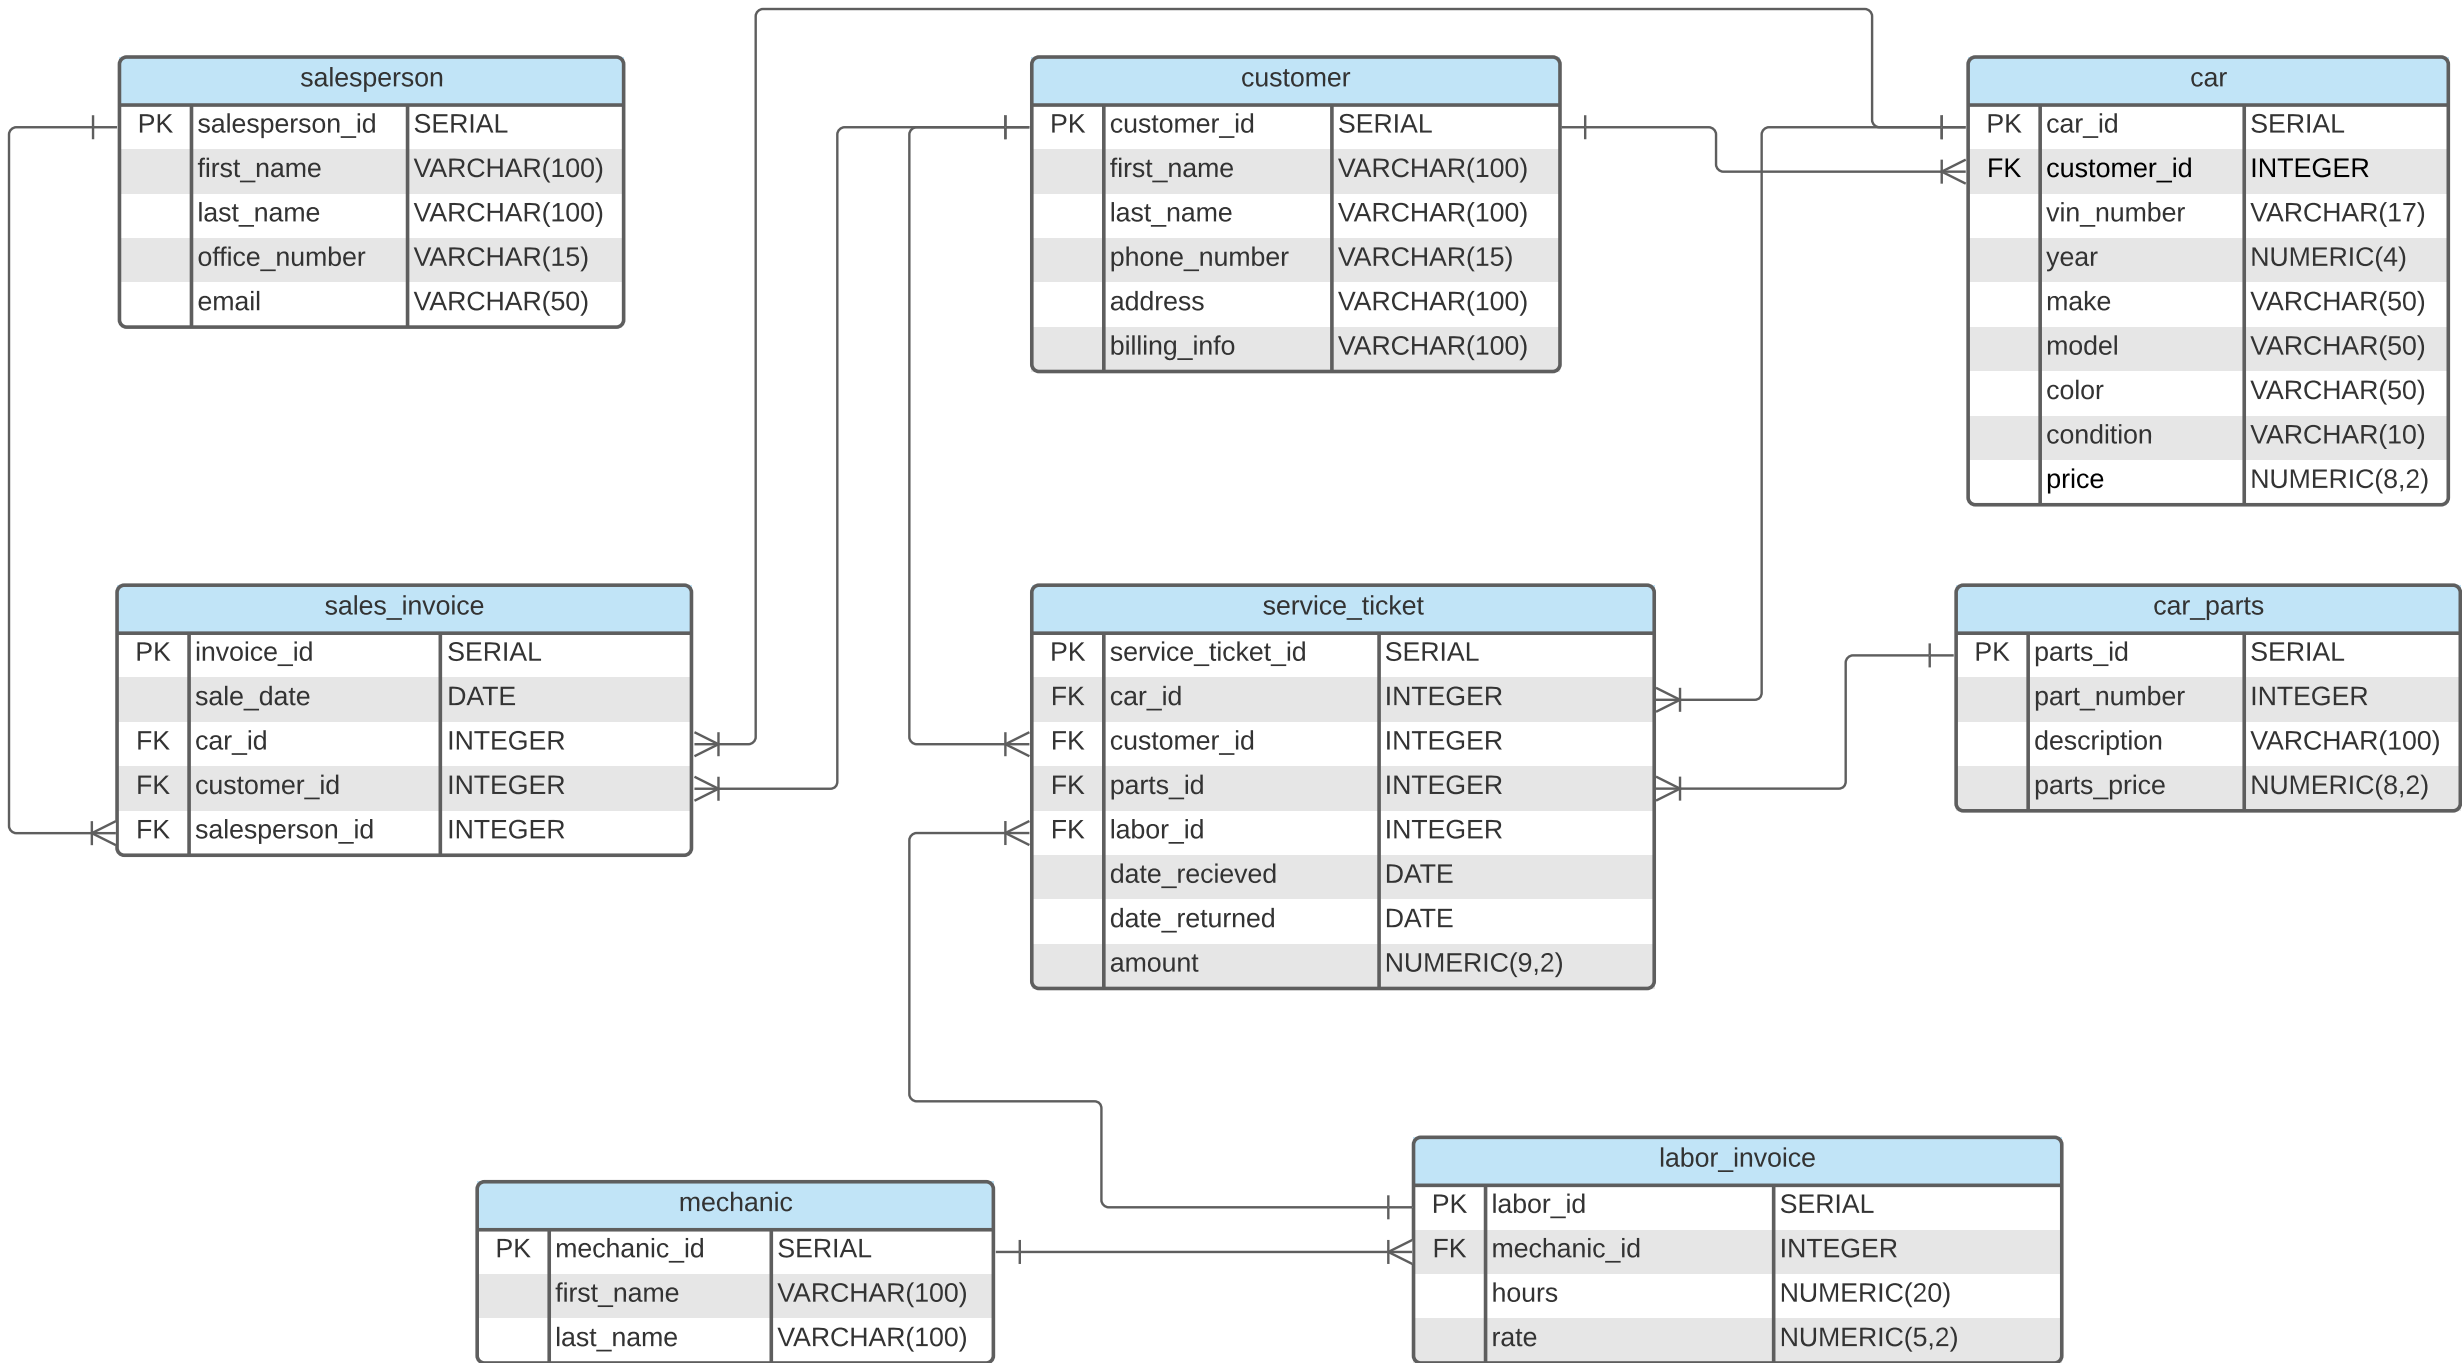 salesperson
PK salesperson_id SERIAL
first_name VARCHAR(100)
last_name VARCHAR(100)
office_number VARCHAR(15)
email VARCHAR(50)
customer
PK customer_id SERIAL
first_name VARCHAR(100)
last_name VARCHAR(100)
phone_number VARCHAR(15)
address VARCHAR(100)
billing_info VARCHAR(100)
car
PK car_id SERIAL
FK customer_id INTEGER
vin_number VARCHAR(17)
year NUMERIC(4)
make VARCHAR(50)
model VARCHAR(50)
color VARCHAR(50)
condition VARCHAR(10)
price NUMERIC(8,2)
sales_invoice
PK invoice_id SERIAL
sale_date DATE
FK car_id INTEGER
FK customer_id INTEGER
FK salesperson_id INTEGER
service_ticket
PK service_ticket_id SERIAL
FK car_id INTEGER
FK customer_id INTEGER
FK parts_id INTEGER
FK labor_id INTEGER
date_recieved DATE
date_returned DATE
amount NUMERIC(9,2)
car_parts
PK parts_id SERIAL
part_number INTEGER
description VARCHAR(100)
parts_price NUMERIC(8,2)
mechanic
PK mechanic_id SERIAL
first_name VARCHAR(100)
last_name VARCHAR(100)
labor_invoice
PK labor_id SERIAL
FK mechanic_id INTEGER
hours NUMERIC(20)
rate NUMERIC(5,2)